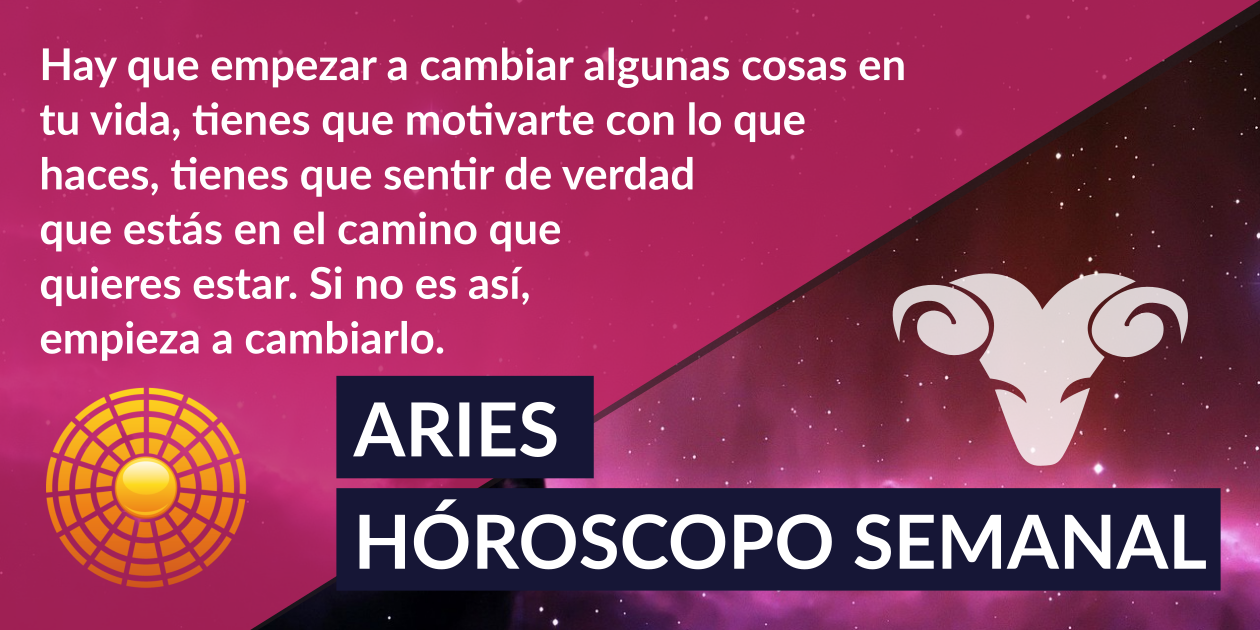 Hay que empezar a cambiar algunas cosas en
tu vida, tienes que motivarte con lo que
haces, tienes que sentir de verdad
que estás en el camino que
quieres estar. Si no es así,
empieza a cambiarlo.
ARIES
HÓROSCOPO SEMANAL